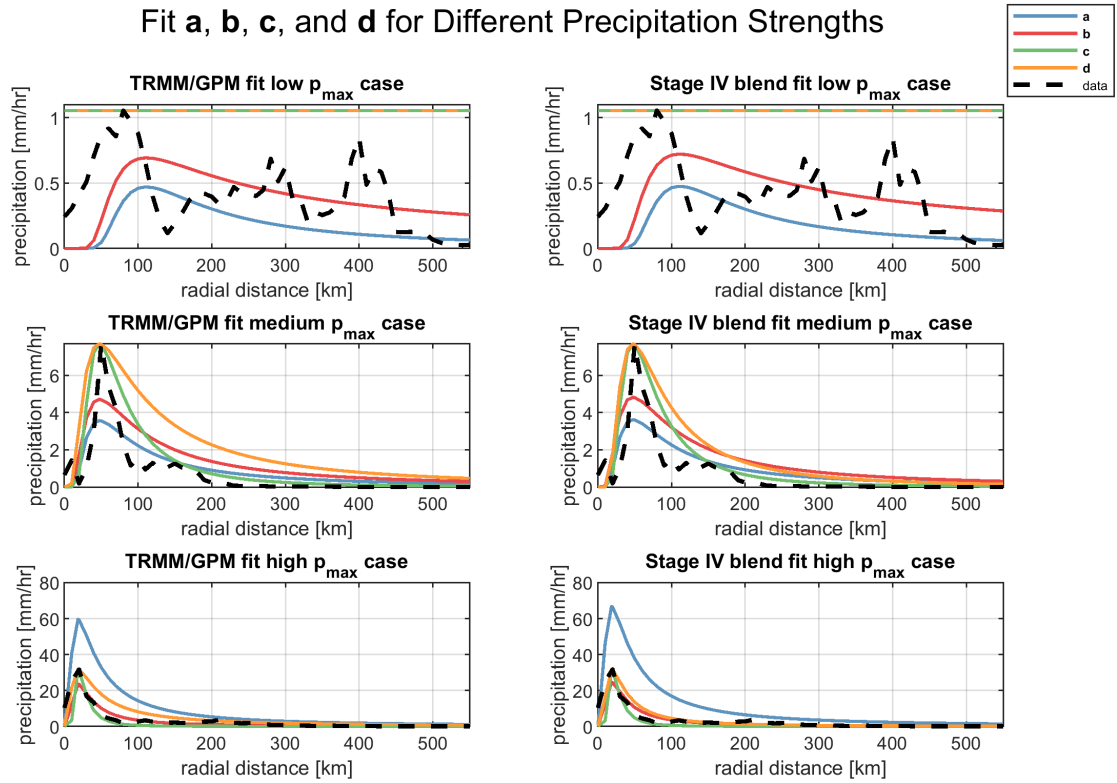 Fit a, b, c, and d for Different Precipitation Strengths
a
b
c
d
data
TRMM/GPM fit low p_max case
precipitation [mm/hr]
1
0.5
0
0 100 200 300 400 500
radial distance [km]
Stage IV blend fit low p_max case
precipitation [mm/hr]
1
0.5
0
0 100 200 300 400 500
radial distance [km]
TRMM/GPM fit medium p_max case
precipitation [mm/hr]
6
4
2
0
0 100 200 300 400 500
radial distance [km]
Stage IV blend fit medium p_max case
precipitation [mm/hr]
6
4
2
0
0 100 200 300 400 500
radial distance [km]
TRMM/GPM fit high p_max case
precipitation [mm/hr]
80
60
40
20
0
0 100 200 300 400 500
radial distance [km]
Stage IV blend fit high p_max case
precipitation [mm/hr]
80
60
40
20
0
0 100 200 300 400 500
radial distance [km]